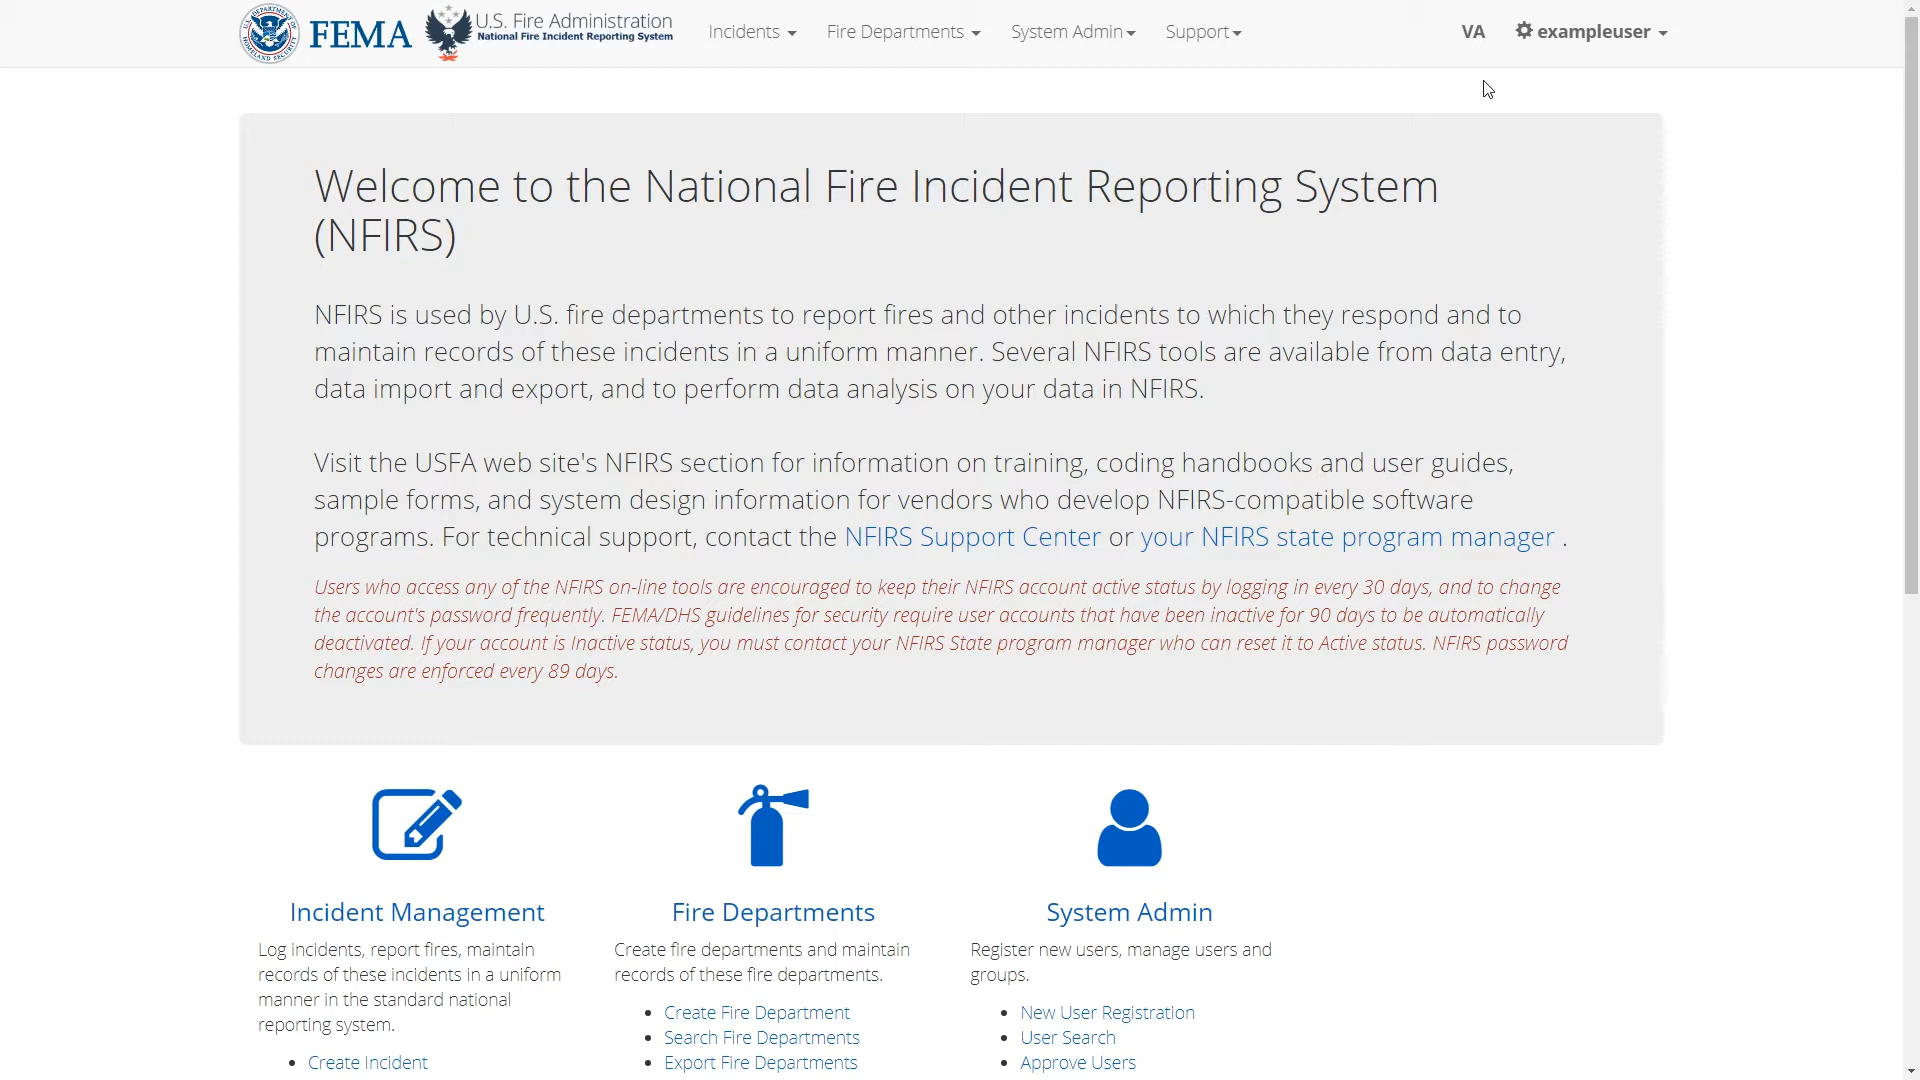 FEMA
U.S. Fire Administration
National Fire Incident Reporting System
Incidents
Fire Departments
System Admin
Support
VA
exampleuser
Welcome to the National Fire Incident Reporting System
(NFIRS)
NFIRS is used by U.S. fire departments to report fires and other incidents to which they respond and to
maintain records of these incidents in a uniform manner. Several NFIRS tools are available from data entry,
data import and export, and to perform data analysis on your data in NFIRS.
Visit the USFA web site's NFIRS section for information on training, coding handbooks and user guides,
sample forms, and system design information for vendors who develop NFIRS-compatible software
programs. For technical support, contact the NFIRS Support Center or your NFIRS state program manager .
Users who access any of the NFIRS on-line tools are encouraged to keep their NFIRS account active status by logging in every 30 days, and to change
the account's password frequently. FEMA/DHS guidelines for security require user accounts that have been inactive for 90 days to be automatically
deactivated. If your account is Inactive status, you must contact your NFIRS State program manager who can reset it to Active status. NFIRS password
changes are enforced every 89 days.
Incident Management
Log incidents, report fires, maintain
records of these incidents in a uniform
manner in the standard national
reporting system.
• Create Incident
Fire Departments
Create fire departments and maintain
records of these fire departments.
• Create Fire Department
• Search Fire Departments
• Export Fire Departments
System Admin
Register new users, manage users and
groups.
• New User Registration
• User Search
• Approve Users